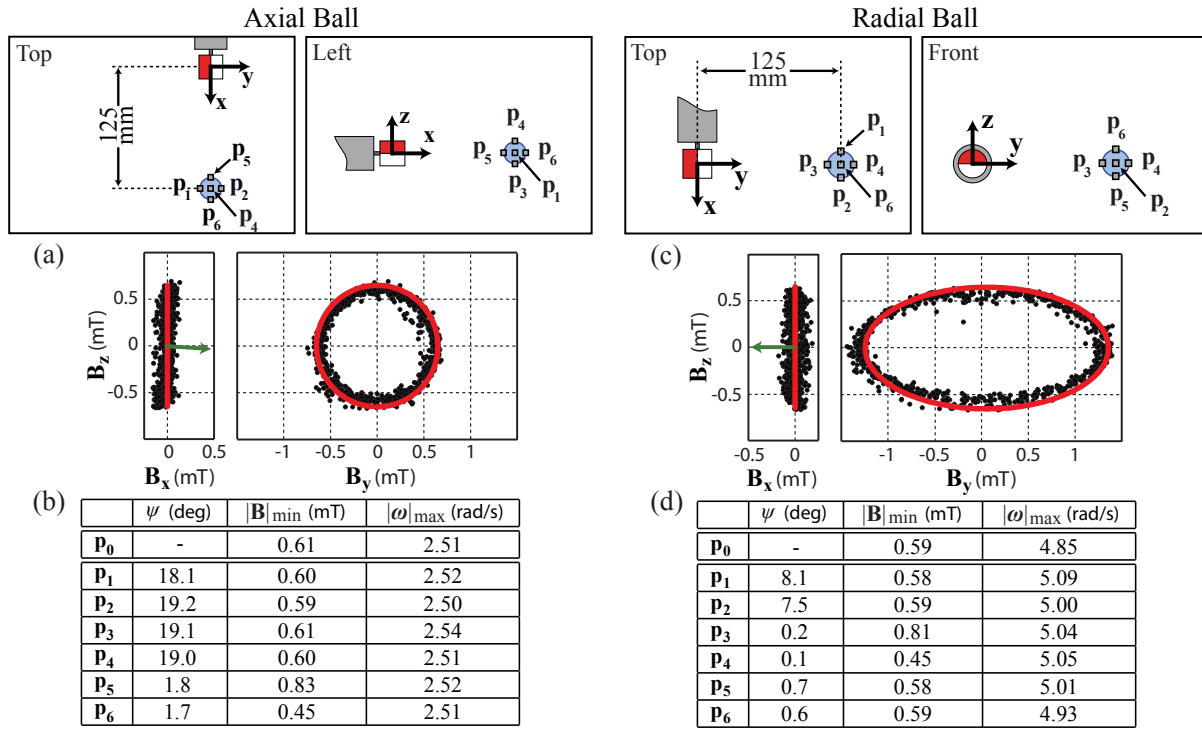 Axial Ball
Radial Ball
Top
125 mm
y
x
p5
p1
p2
p6
p4
Left
z
x
p4
p5
p6
p3
p1
Top
125
mm
y
x
p1
p3
p4
p2
p6
Front
z
y
p6
p3
p4
p5
p2
(a)
0.5
0
-0.5
Bz (mT)
0
0.5
Bx (mT)
-1
-0.5
0
0.5
1
By (mT)
(c)
0.5
0
-0.5
Bz (mT)
-0.5
0
0.5
Bx (mT)
-1
-0.5
0
0.5
1
By (mT)
(b)
ψ (deg) |B|min (mT) |ω|max (rad/s)
p0 - 0.61 2.51
p1 18.1 0.60 2.52
p2 19.2 0.59 2.50
p3 19.1 0.61 2.54
p4 19.0 0.60 2.51
p5 1.8 0.83 2.52
p6 1.7 0.45 2.51
(d)
ψ (deg) |B|min (mT) |ω|max (rad/s)
p0 - 0.59 4.85
p1 8.1 0.58 5.09
p2 7.5 0.59 5.00
p3 0.2 0.81 5.04
p4 0.1 0.45 5.05
p5 0.7 0.58 5.01
p6 0.6 0.59 4.93